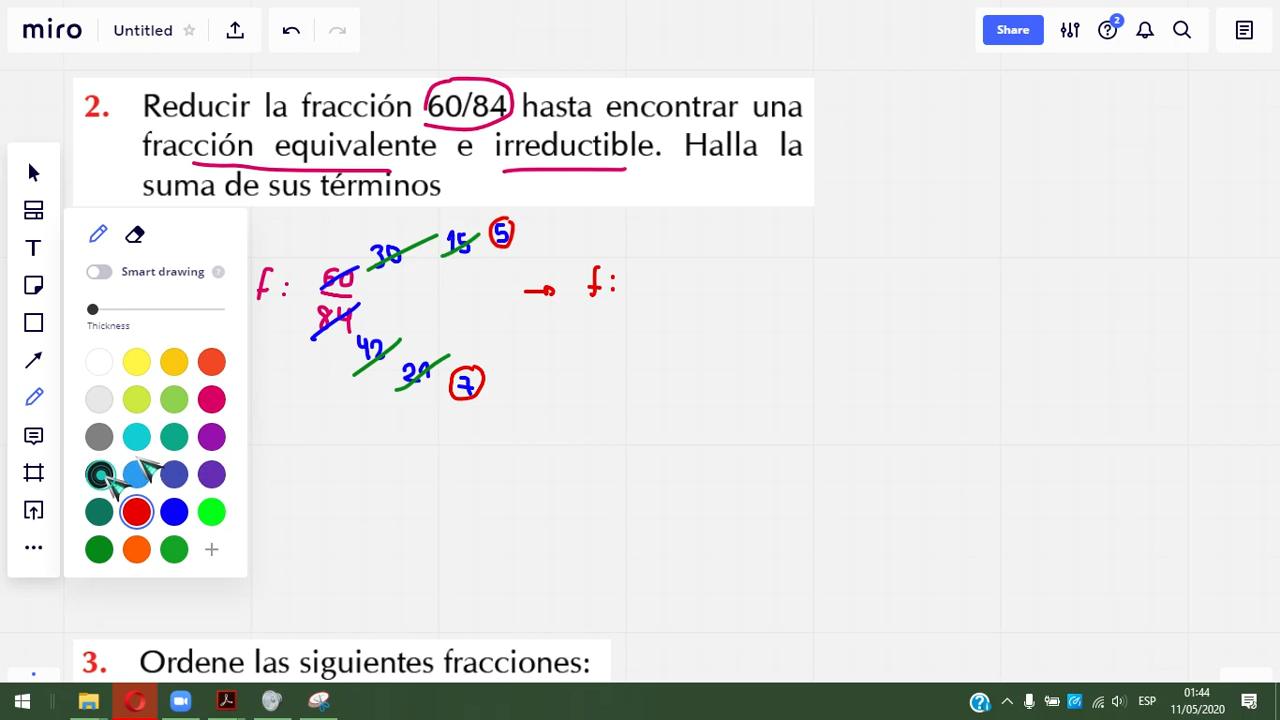 miro
Untitled
Share
2
2. Reducir la fracción 60/84 hasta encontrar una
fracción equivalente e irreductible. Halla la
suma de sus términos
Smart drawing
Thickness
f: 60
84
30
15
5
42
21
7
→ f:
3. Ordene las siguientes fracciones:
ESP
01:44
11/05/2020